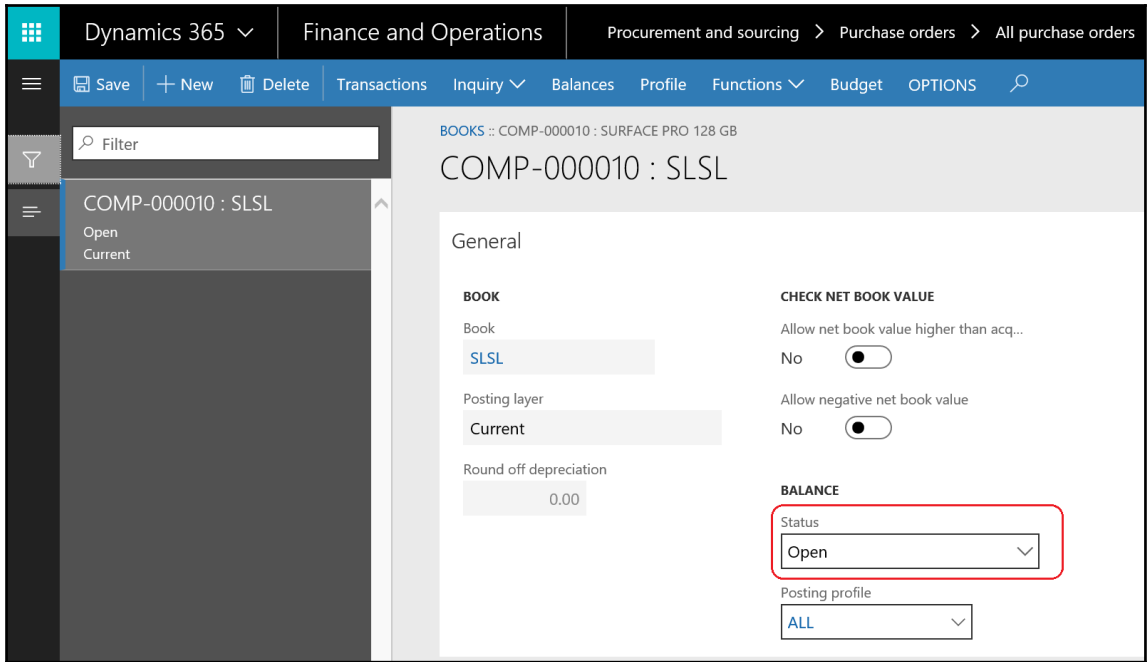 Dynamics 365 Finance and Operations Procurement and sourcing > Purchase orders > All purchase orders
Save New Delete Transactions Inquiry Balances Profile Functions Budget OPTIONS
Filter
COMP-000010 : SLSL
Open
Current
BOOKS :: COMP-000010 : SURFACE PRO 128 GB
COMP-000010 : SLSL
General
BOOK
Book
SLSL
Posting layer
Current
Round off depreciation
0.00
CHECK NET BOOK VALUE
Allow net book value higher than acq...
No
Allow negative net book value
No
BALANCE
Status
Open
Posting profile
ALL